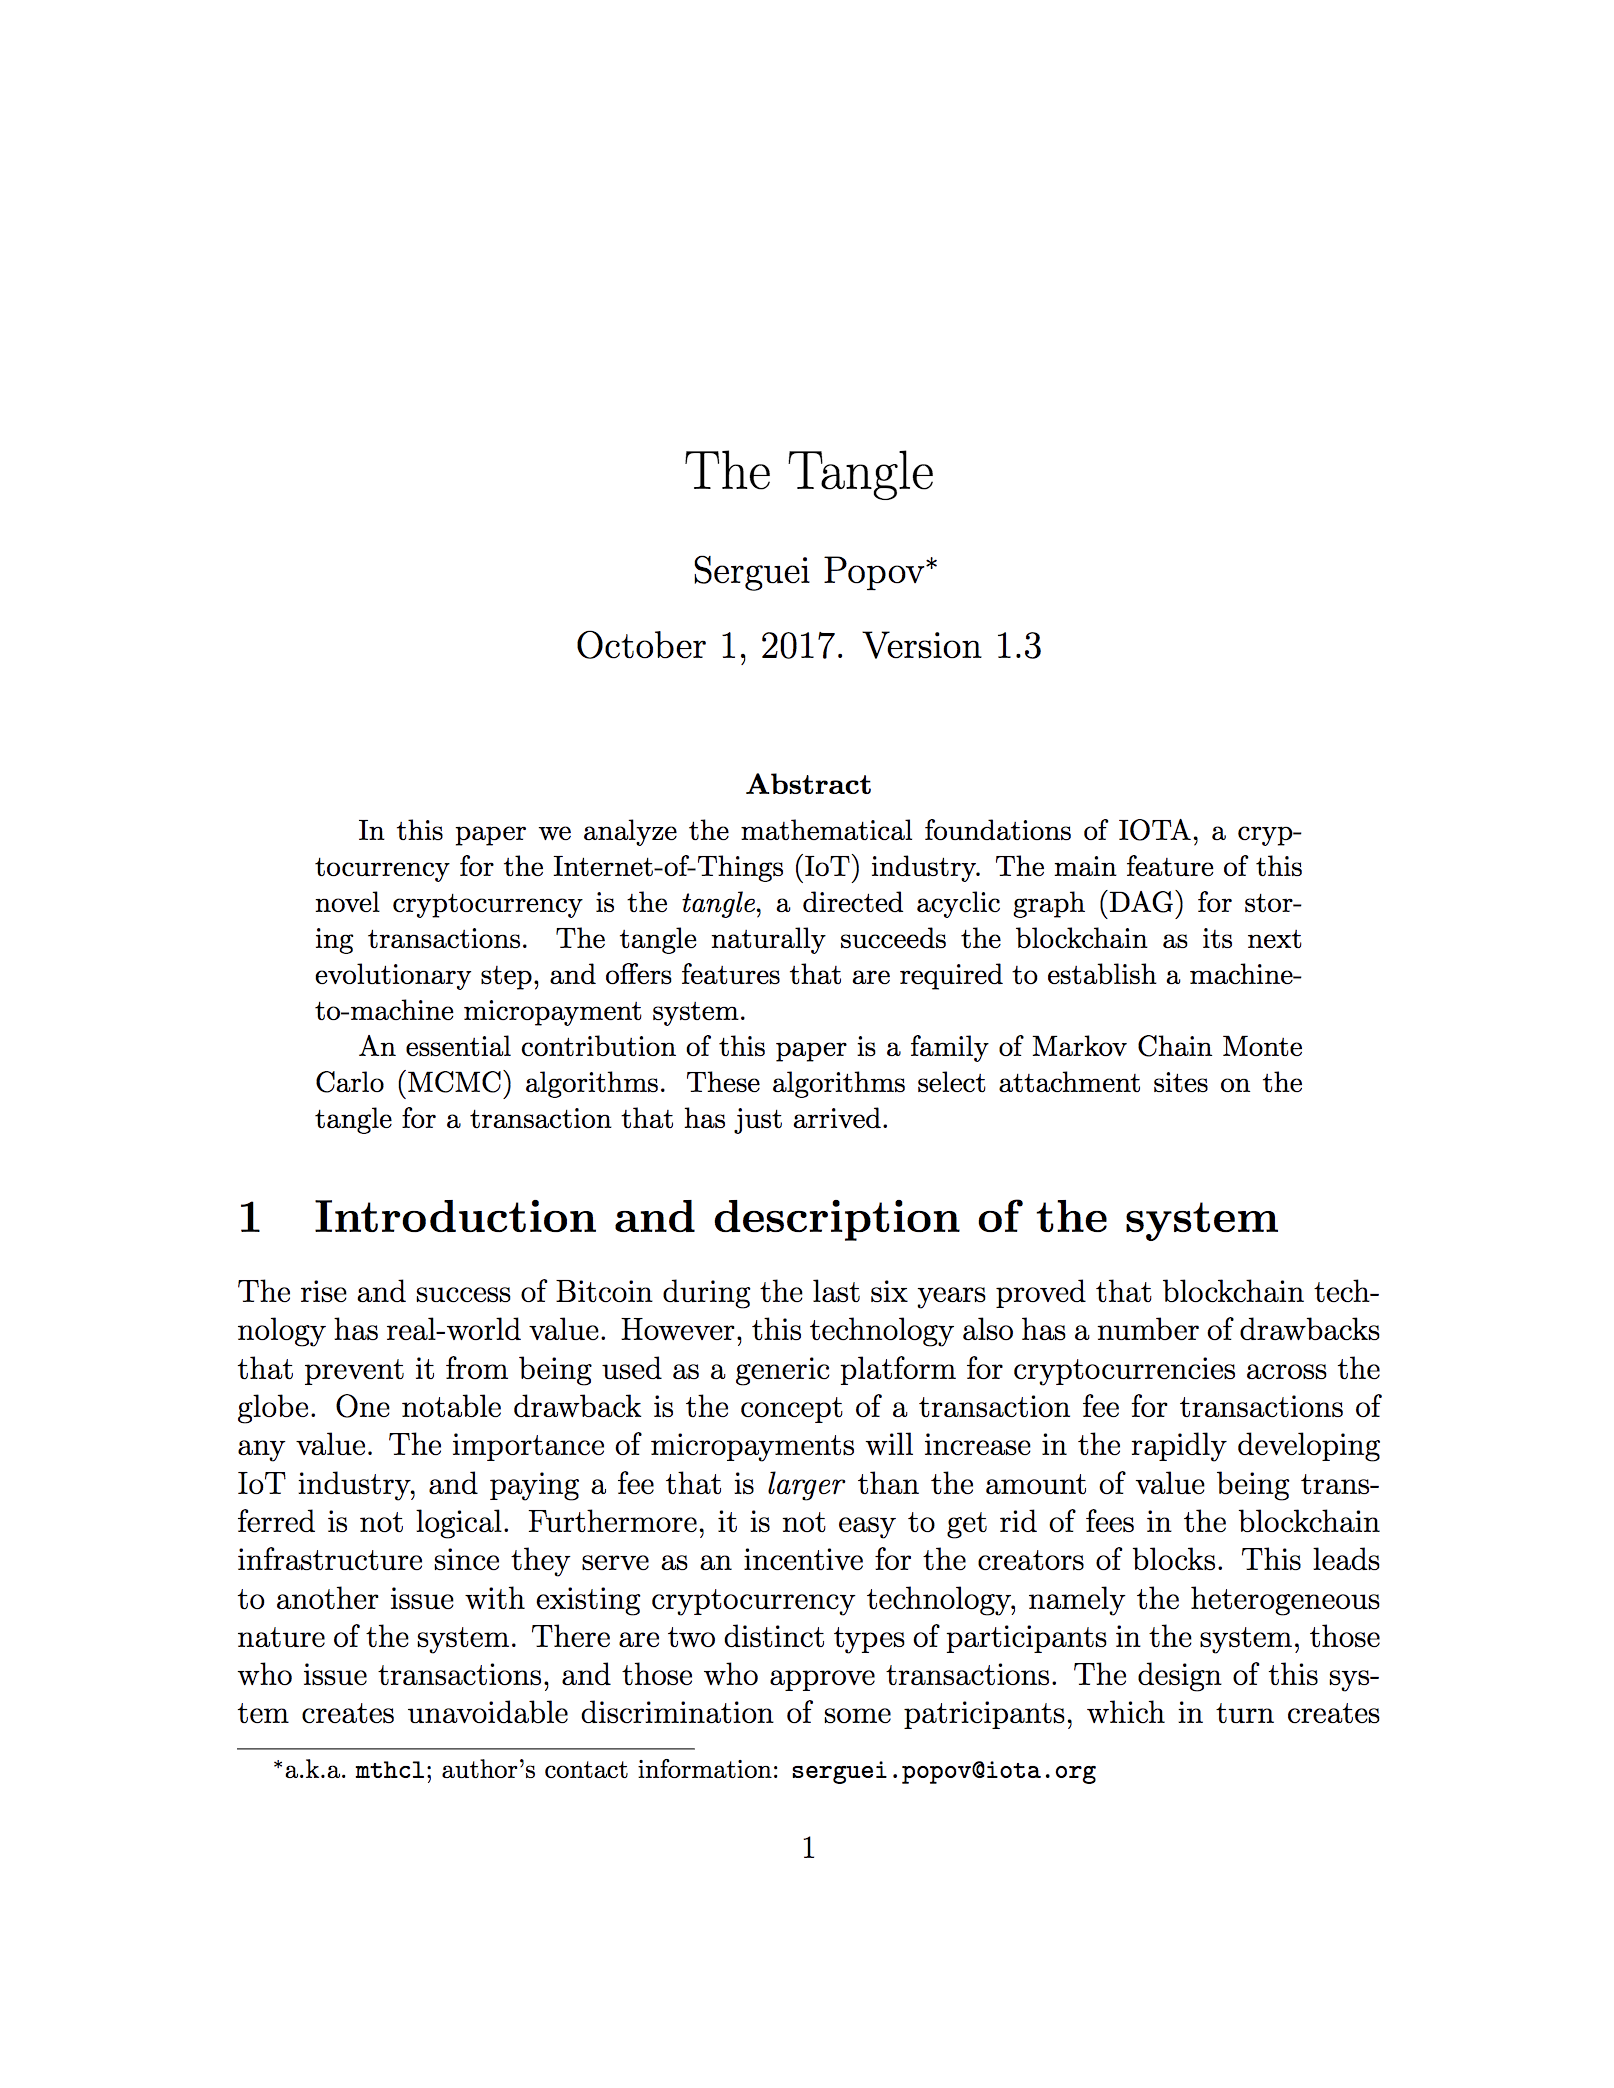 The Tangle
Serguei Popov*
October 1, 2017. Version 1.3
Abstract
In this paper we analyze the mathematical foundations of IOTA, a cryp-
tocurrency for the Internet-of-Things (IoT) industry. The main feature of this
novel cryptocurrency is the tangle, a directed acyclic graph (DAG) for stor-
ing transactions. The tangle naturally succeeds the blockchain as its next
evolutionary step, and offers features that are required to establish a machine-
to-machine micropayment system.
An essential contribution of this paper is a family of Markov Chain Monte
Carlo (MCMC) algorithms. These algorithms select attachment sites on the
tangle for a transaction that has just arrived.
1 Introduction and description of the system
The rise and success of Bitcoin during the last six years proved that blockchain tech-
nology has real-world value. However, this technology also has a number of drawbacks
that prevent it from being used as a generic platform for cryptocurrencies across the
globe. One notable drawback is the concept of a transaction fee for transactions of
any value. The importance of micropayments will increase in the rapidly developing
IoT industry, and paying a fee that is larger than the amount of value being trans-
ferred is not logical. Furthermore, it is not easy to get rid of fees in the blockchain
infrastructure since they serve as an incentive for the creators of blocks. This leads
to another issue with existing cryptocurrency technology, namely the heterogeneous
nature of the system. There are two distinct types of participants in the system, those
who issue transactions, and those who approve transactions. The design of this sys-
tem creates unavoidable discrimination of some patricipants, which in turn creates
*a.k.a. mthcl; author's contact information: serguei.popov@iota.org
1